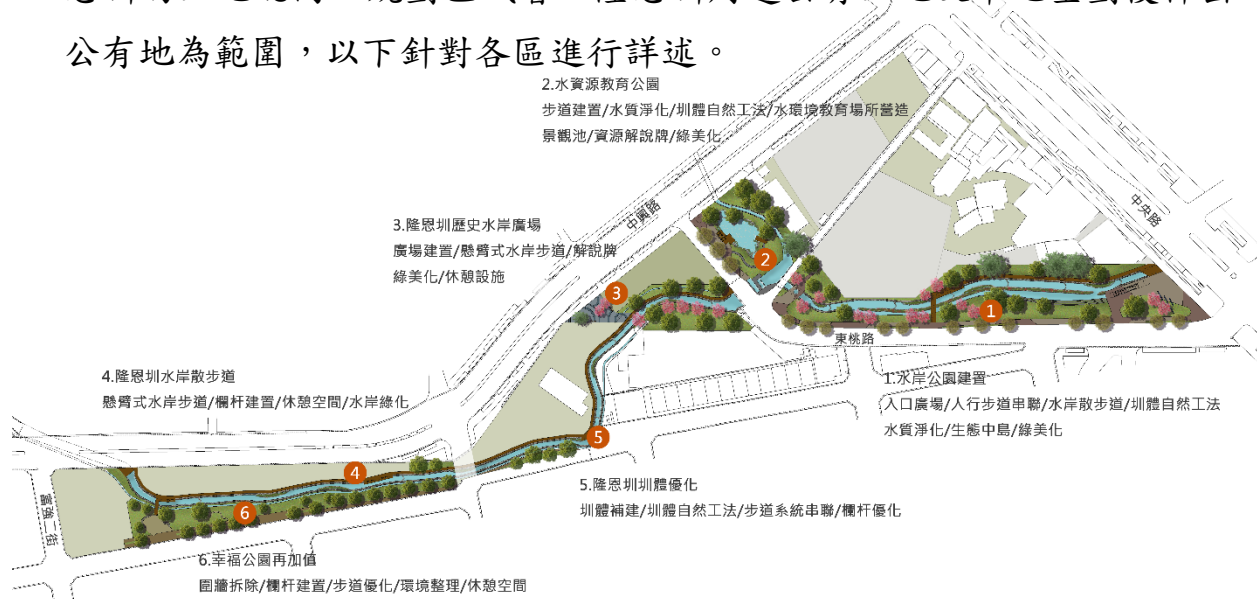 公有地為範圍，以下針對各區進行詳述。
2.水資源教育公園
步道建置/水質淨化/圳體自然工法/水環境教育場所營造
景觀池/資源解說牌/綠美化
中興路
中央路
3.隆恩圳歷史水岸廣場
廣場建置/懸臂式水岸步道/解說牌
綠美化/休憩設施
2
3
1
東桃路
4.隆恩圳水岸散步道
懸臂式水岸步道/欄杆建置/休憩空間/水岸綠化
1.水岸公園建置
入口廣場/人行步道串聯/水岸散步道/圳體自然工法
水質淨化/生態中島/綠美化
5
4
6
5.隆恩圳圳體優化
圳體補建/圳體自然工法/步道系統串聯/欄杆優化
6.幸福公園再加值
圍牆拆除/欄杆建置/步道優化/環境整理/休憩空間